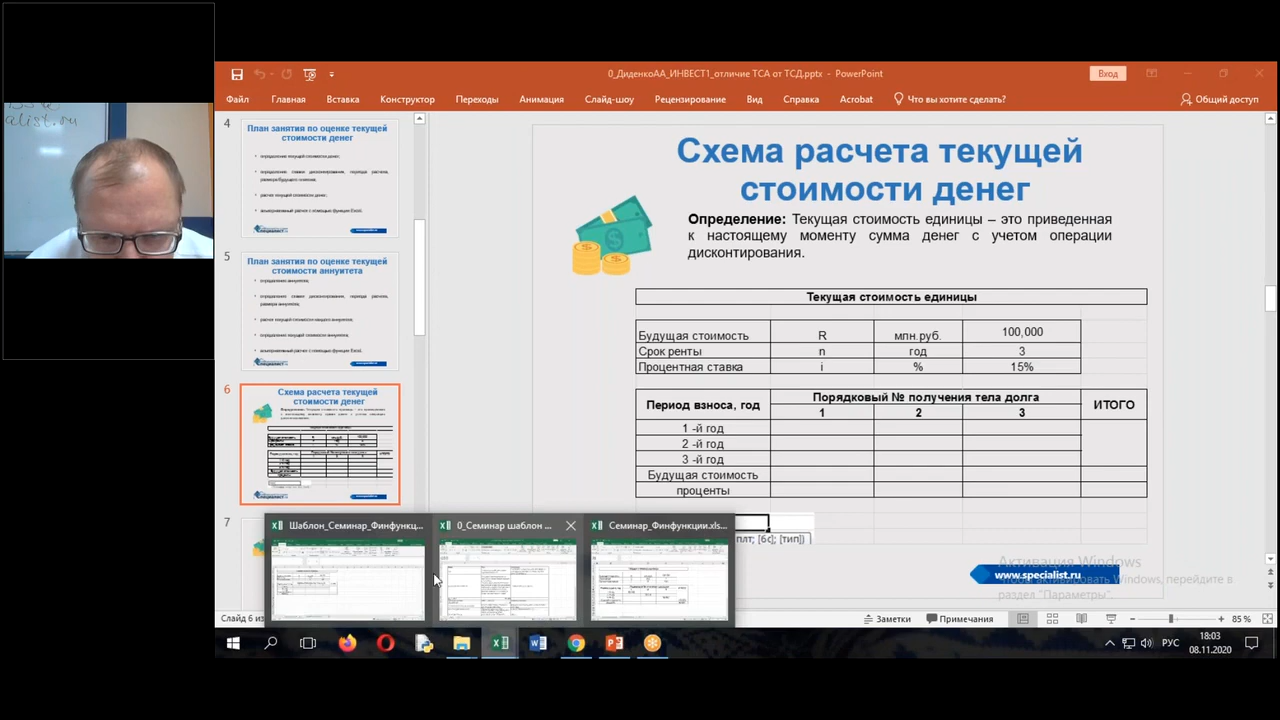 alist.ru
0_ДиденкоАА_ИНВЕСТ1_отличие ТСА от ТСД.pptx - PowerPoint
Вход
Файл Главная Вставка Конструктор Переходы Анимация Слайд-шоу Рецензирование Вид Справка Acrobat Что вы хотите сделать? Общий доступ
4
План занятия по оценке текущей
стоимости денег
5
План занятия по оценке текущей
стоимости аннуитета
6
Схема расчета текущей
стоимости денег
7
Схема расчета текущей
стоимости денег
Определение: Текущая стоимость единицы – это приведенная
к настоящему моменту сумма денег с учетом операции
дисконтирования.
Текущая стоимость единицы
Будущая стоимость R млн.руб. 100,000
Срок ренты n год 3
Процентная ставка i % 15%
Период взноса, год Порядковый № получения тела долга ИТОГО
1 2 3
1 -й год
2 -й год
3 -й год
Будущая стоимость
проценты
плт; [бс]; [тип])
Шаблон_Семинар_Финфункц... 0_Семинар шаблон ... Семинар_Финфункции.xls...
Активация Windows
www.specialist.ru
Windows, перейдите в
раздел "Параметры".
Слайд 6 из
Заметки Примечания 85 %
РУС
18:03
08.11.2020